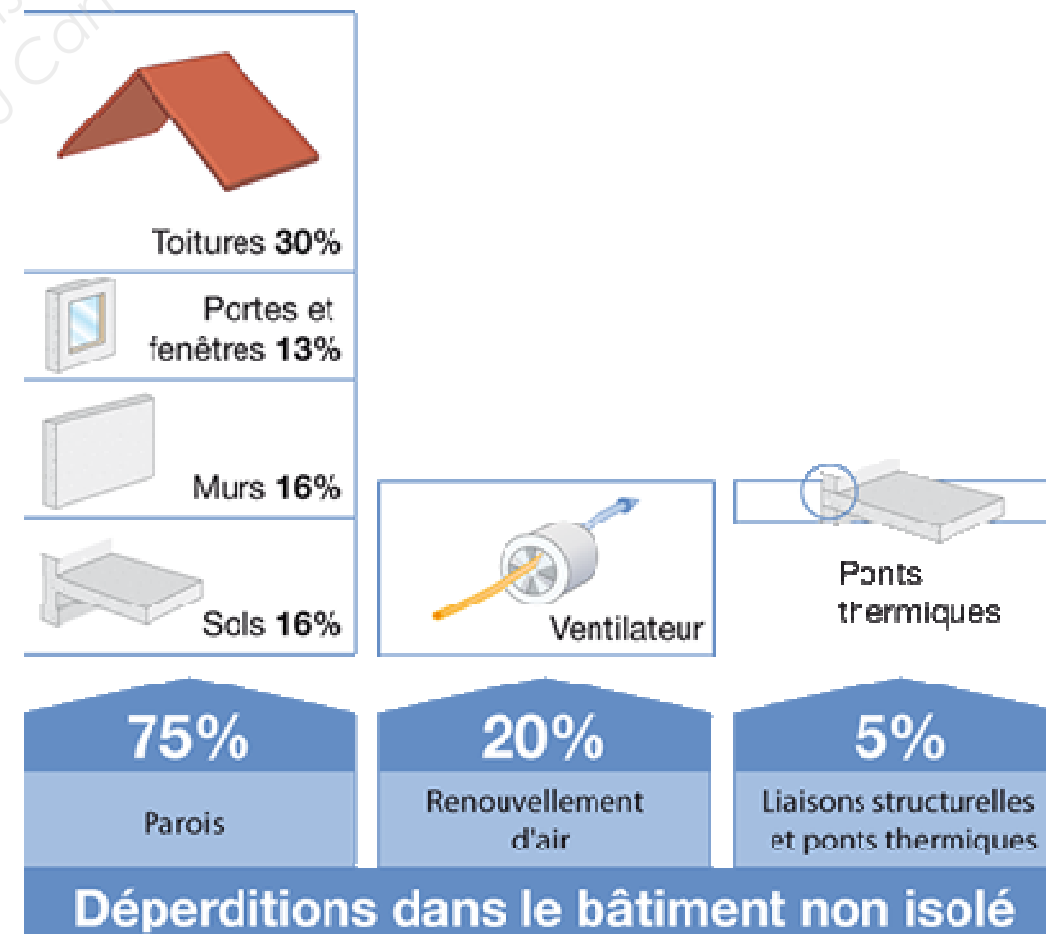 Toitures 30%
Portes et
fenêtres 13%
Murs 16%
Sols 16%
Ventilateur
Ponts
thermiques
75%
Parois
20%
Renouvellement
d'air
5%
Liaisons structurelles
et ponts thermiques
Déperditions dans le bâtiment non isolé